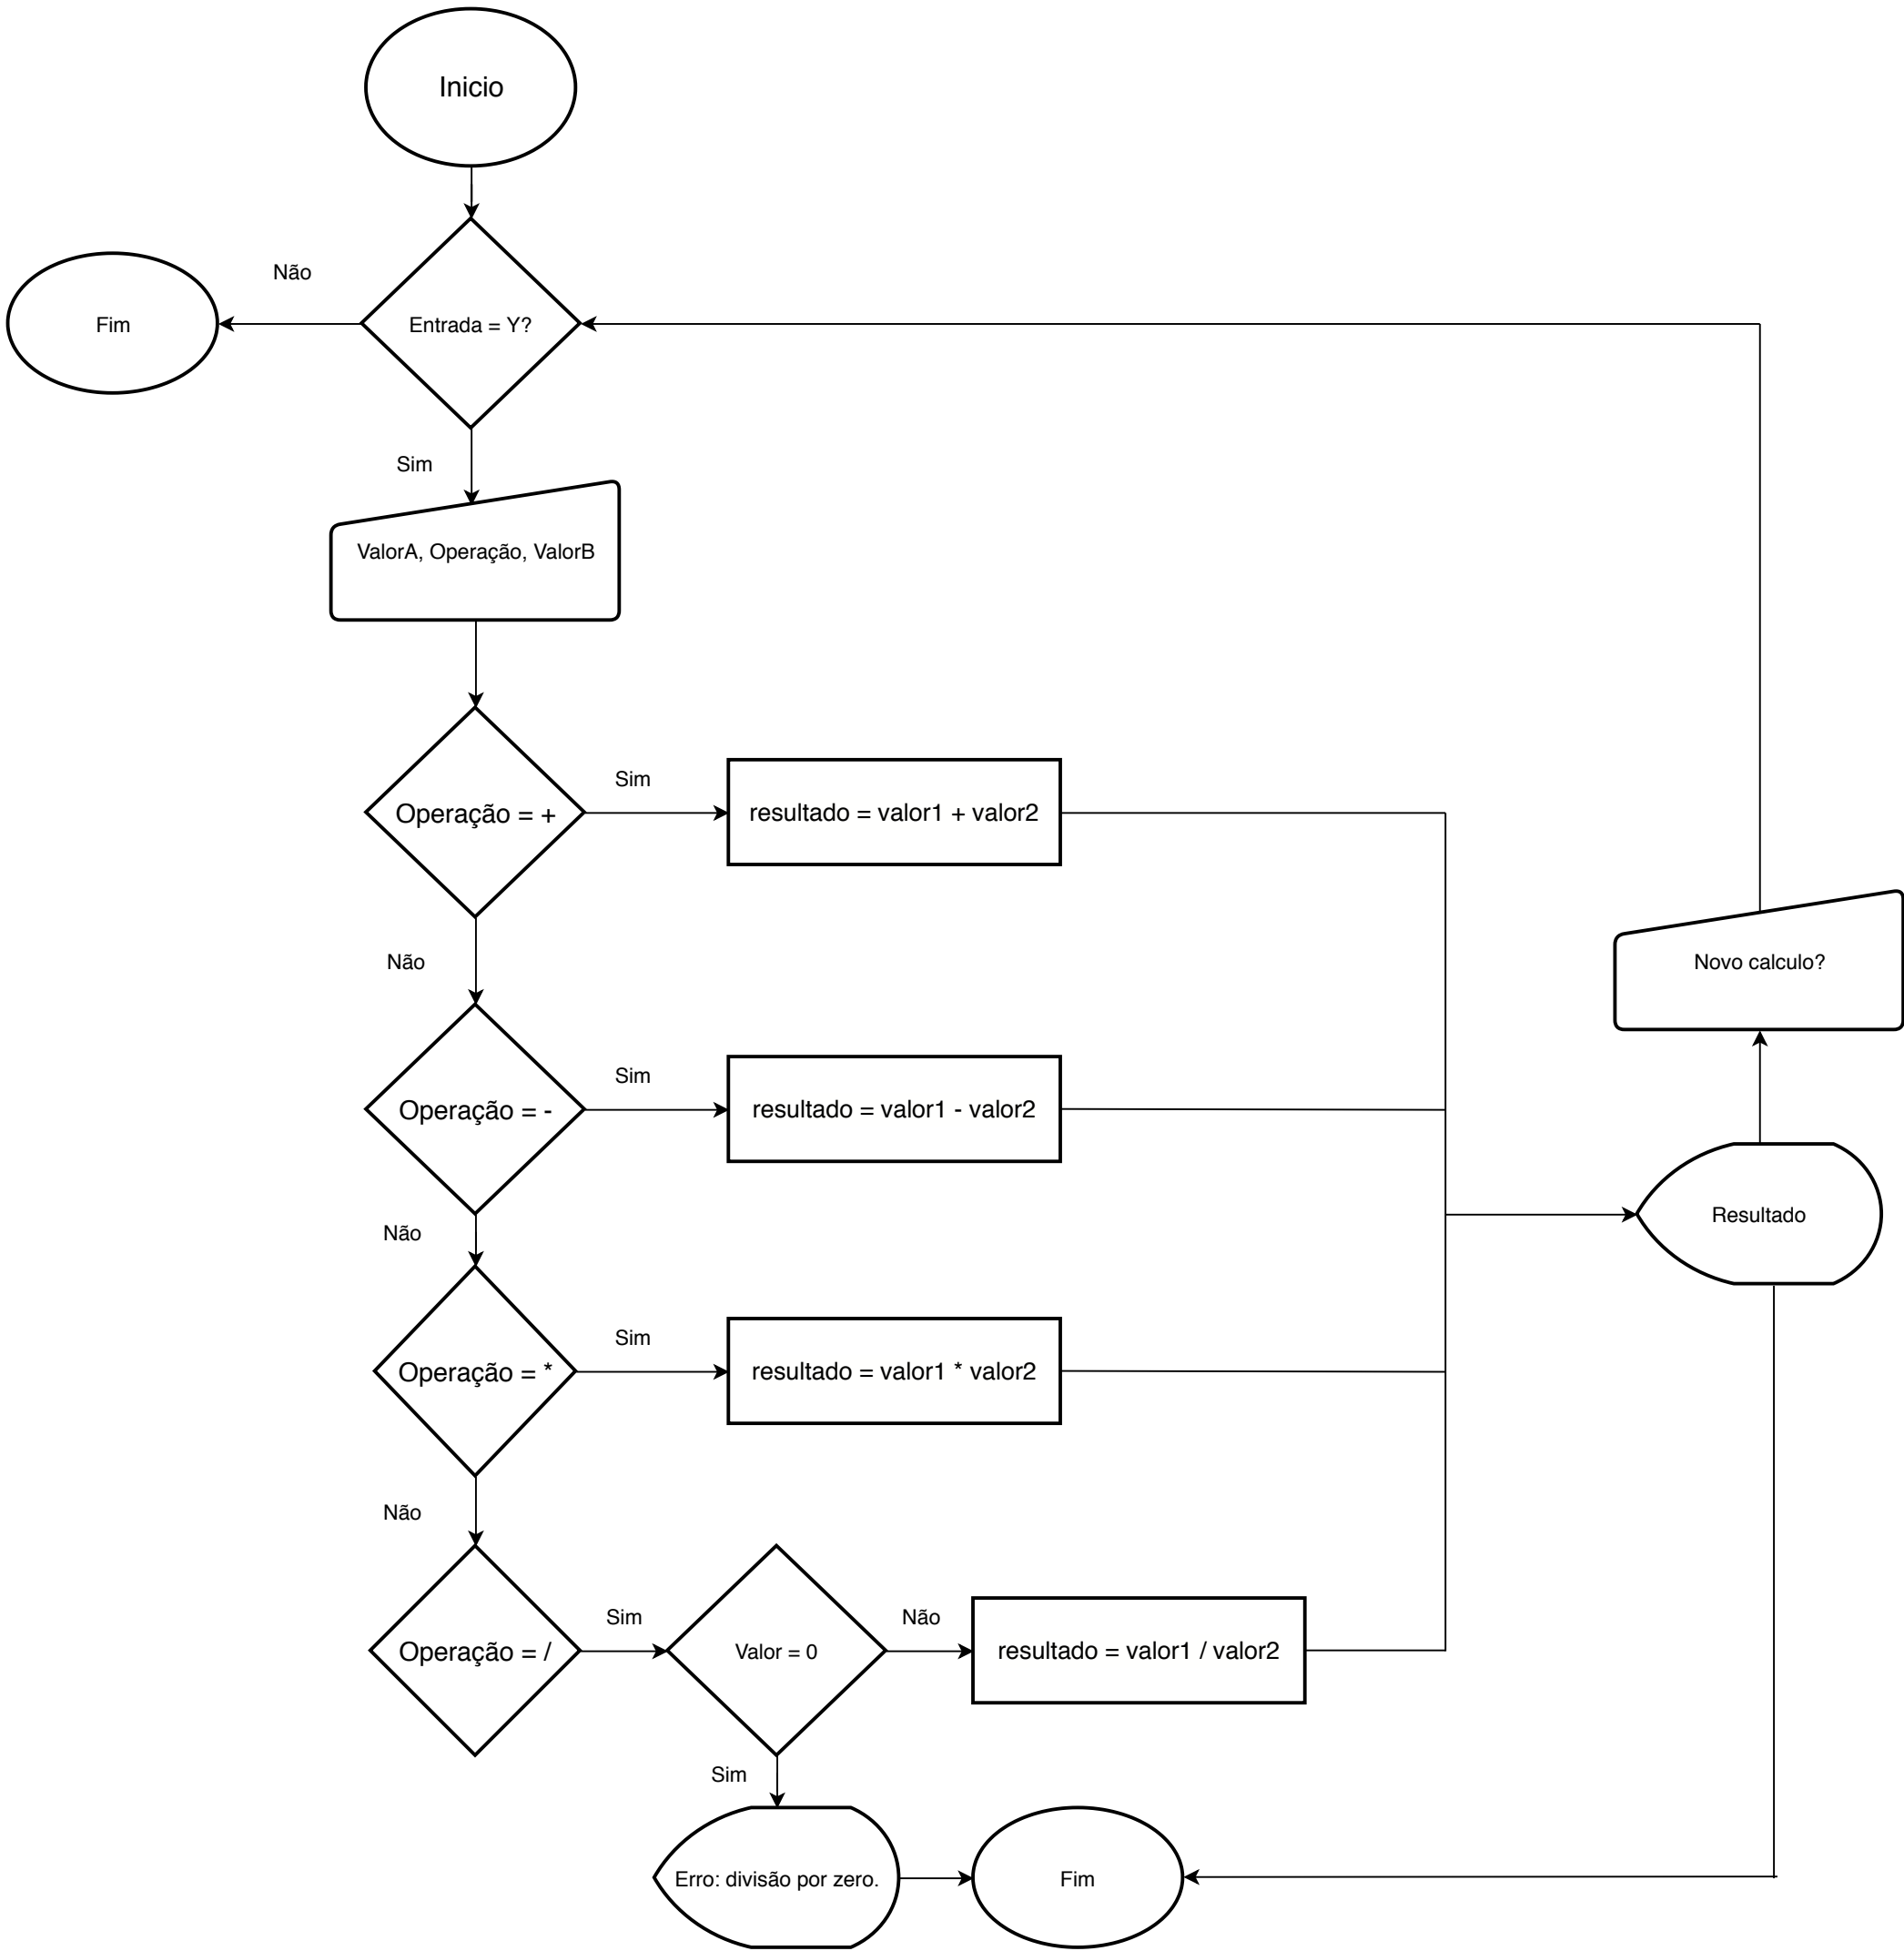 Inicio
Não
Fim
Entrada = Y?
Sim
ValorA, Operação, ValorB
Sim
Operação = +
resultado = valor1 + valor2
Não
Novo calculo?
Sim
Operação = -
resultado = valor1 - valor2
Resultado
Não
Sim
Operação = *
resultado = valor1 * valor2
Não
Sim
Não
Operação = /
Valor = 0
resultado = valor1 / valor2
Sim
Erro: divisão por zero.
Fim